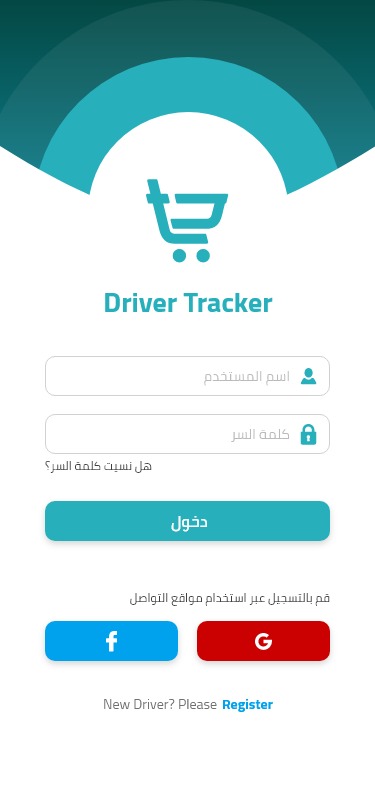 Driver Tracker
اسم المستخدم
كلمة السر
هل نسيت كلمة السر؟
دخول
قم بالتسجيل عبر استخدام مواقع التواصل
New Driver? Please Register